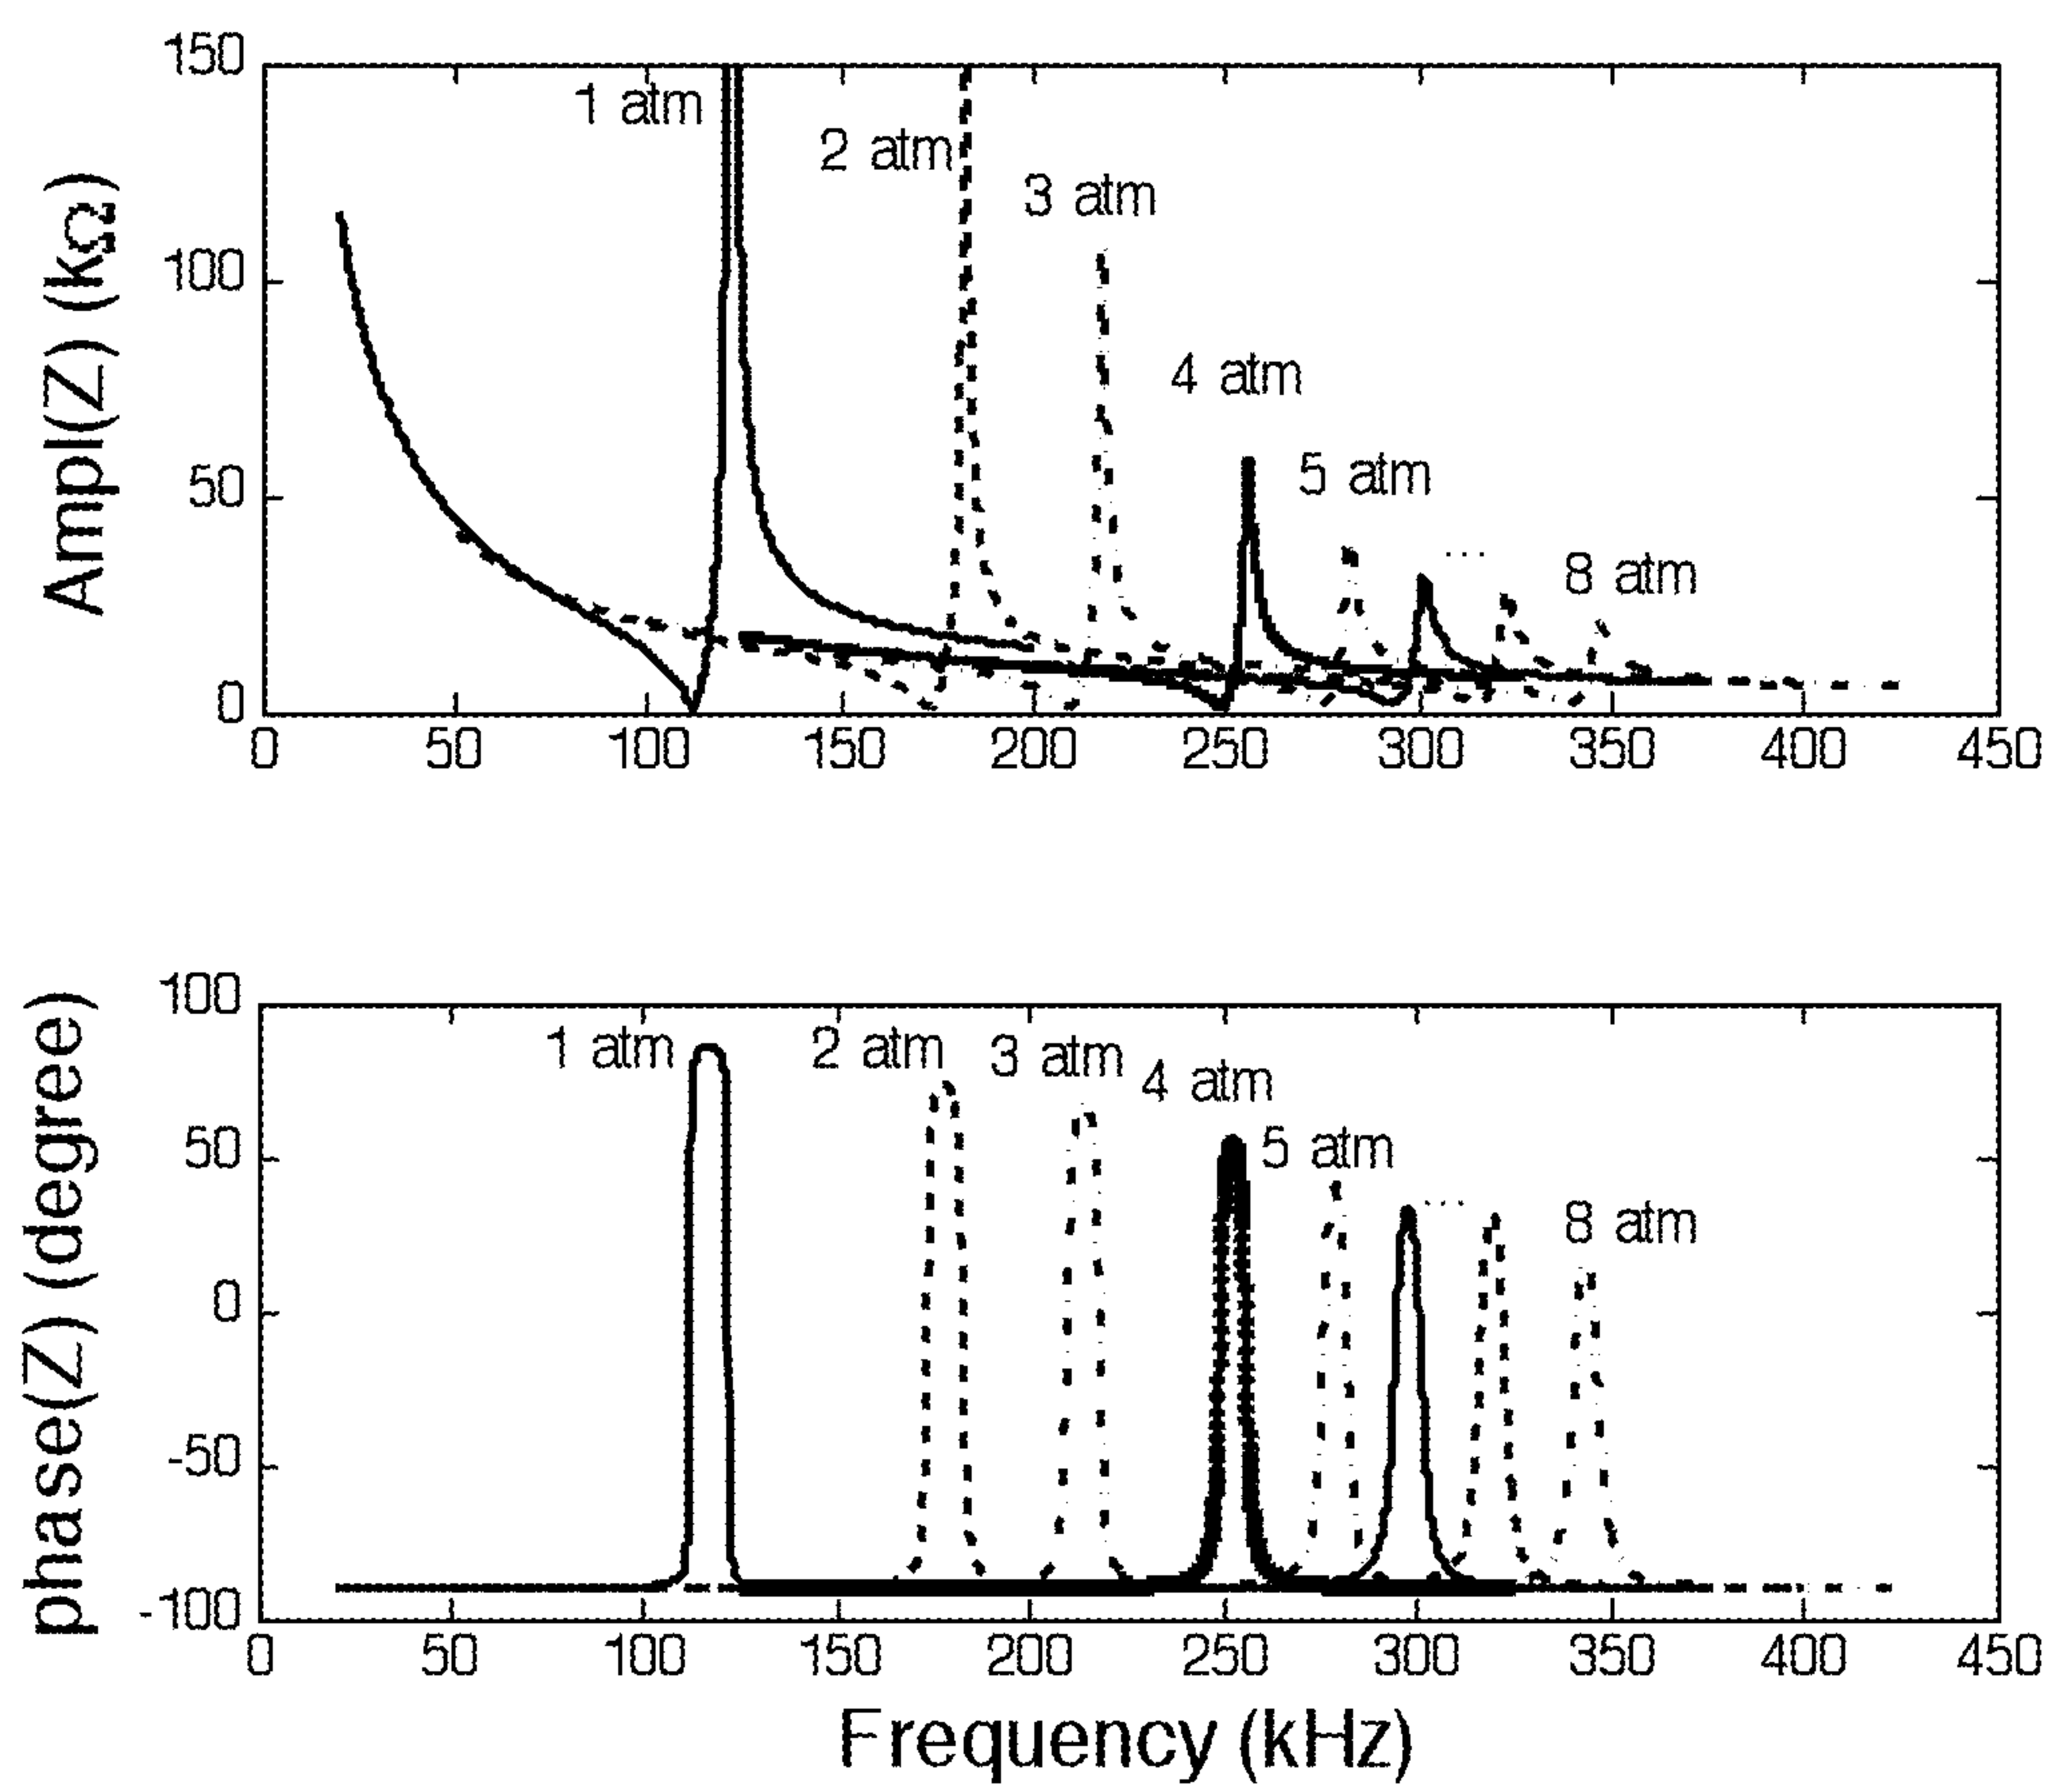 150
100
50
0
Ampl(Z) (kΩ)
1 atm
2 atm
3 atm
4 atm
5 atm
...
8 atm
0 50 100 150 200 250 300 350 400 450
100
50
0
-50
-100
phase(Z) (degree)
1 atm
2 atm
3 atm
4 atm
5 atm
...
8 atm
0 50 100 150 200 250 300 350 400 450
Frequency (kHz)